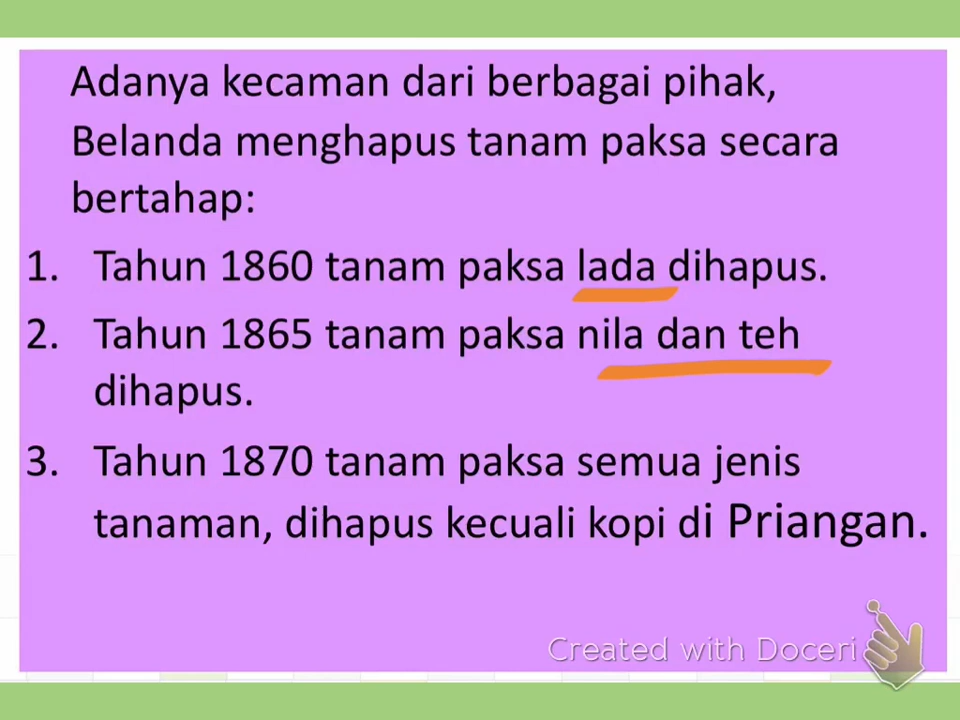 Adanya kecaman dari berbagai pihak,
Belanda menghapus tanam paksa secara
bertahap:
1. Tahun 1860 tanam paksa lada dihapus.
2. Tahun 1865 tanam paksa nila dan teh
dihapus.
3. Tahun 1870 tanam paksa semua jenis
tanaman, dihapus kecuali kopi di Priangan.
Created with Doceri